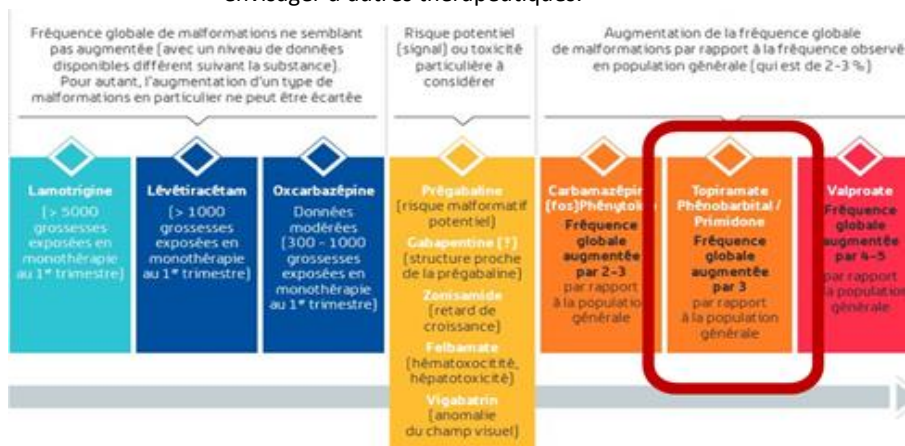 envisager d'autres thérapeutiques.
Fréquence globale de malformations ne semblant
pas augmentée (avec un niveau de données
disponibles différent suivant la substance).
Pour autant, l'augmentation d'un type de
malformations en particulier ne peut être écartée
Risque potentiel
(signal) ou toxicité
particulière à
considérer
Augmentation de la fréquence globale
de malformations par rapport à la fréquence observé
en population générale (qui est de 2-3 %)
Lamotrigine
(> 5000
grossesses
exposées en
monothérapie
au 1er trimestre)
Lévétiracétam
(> 1000
grossesses
exposées en
monothérapie
au 1er trimestre)
Oxcarbazépine
Données
modérées
(300 - 1000
grossesses
exposées en
monothérapie
au 1er trimestre)
Prégabaline
(risque malformatif
potentiel)
Gabapentine (?)
(structure proche
de la prégabaline)
Zonisamide
(retard de
croissance)
Felbamate
(hématoxocitité,
hépatotoxicité)
Vigabatrin
(anomalie
du champ visuel)
Carbamazépin
(fos)Phénytoïn
Fréquence
globale
augmentée
par 2-3
par rapport
à la population
générale
Topiramate
Phénobarbital /
Primidone
Fréquence
globale
augmentée
par 3
par rapport
à la population
générale
Valproate
Fréquence
globale
augmentée
par 4-5
par rapport
à la population
générale